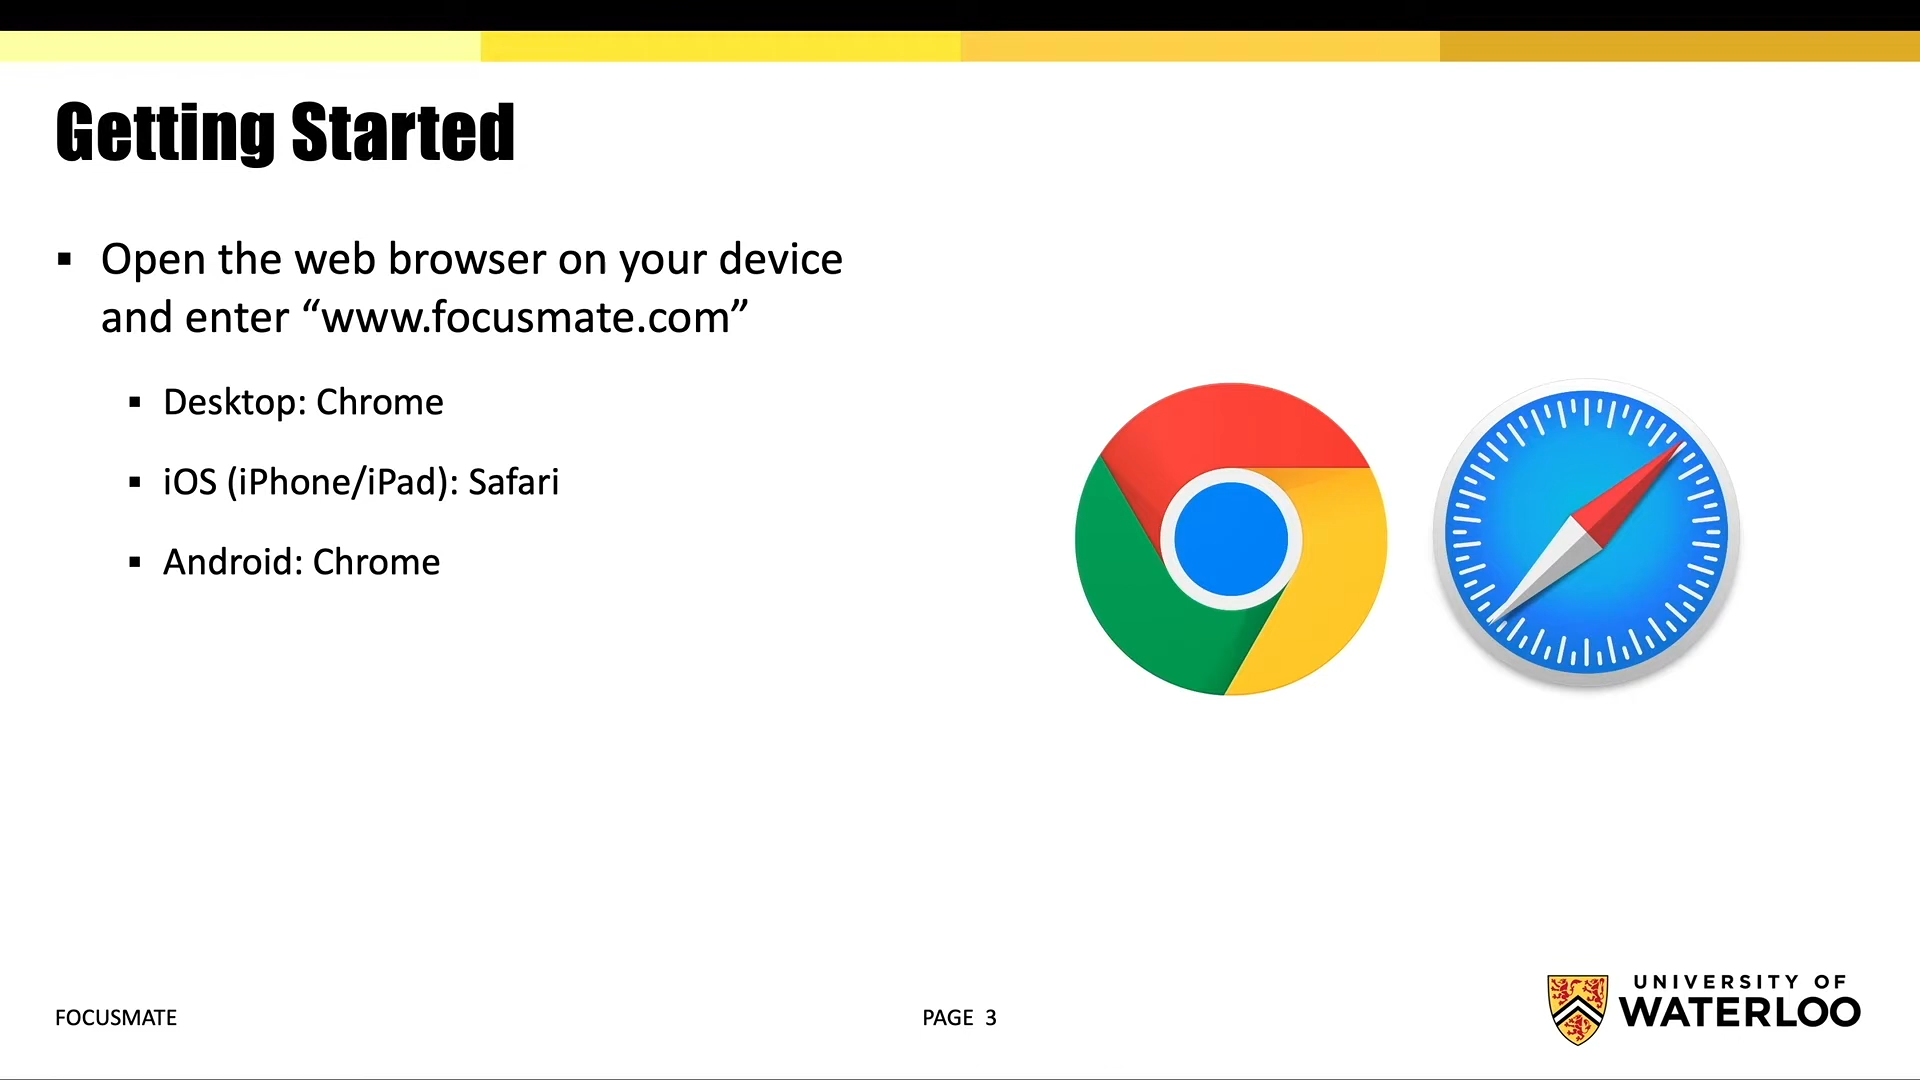 Getting Started
▪ Open the web browser on your device
and enter “www.focusmate.com”
▪ Desktop: Chrome
▪ iOS (iPhone/iPad): Safari
▪ Android: Chrome
FOCUSMATE
PAGE 3
UNIVERSITY OF
WATERLOO